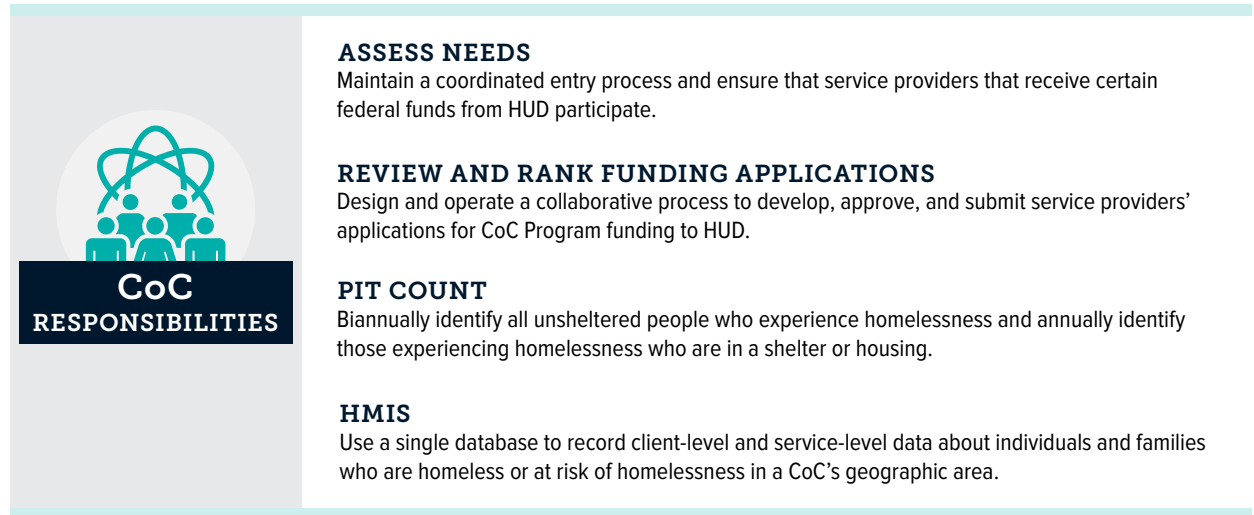 CoC
RESPONSIBILITIES
ASSESS NEEDS
Maintain a coordinated entry process and ensure that service providers that receive certain
federal funds from HUD participate.
REVIEW AND RANK FUNDING APPLICATIONS
Design and operate a collaborative process to develop, approve, and submit service providers’
applications for CoC Program funding to HUD.
PIT COUNT
Biannually identify all unsheltered people who experience homelessness and annually identify
those experiencing homelessness who are in a shelter or housing.
HMIS
Use a single database to record client-level and service-level data about individuals and families
who are homeless or at risk of homelessness in a CoC’s geographic area.